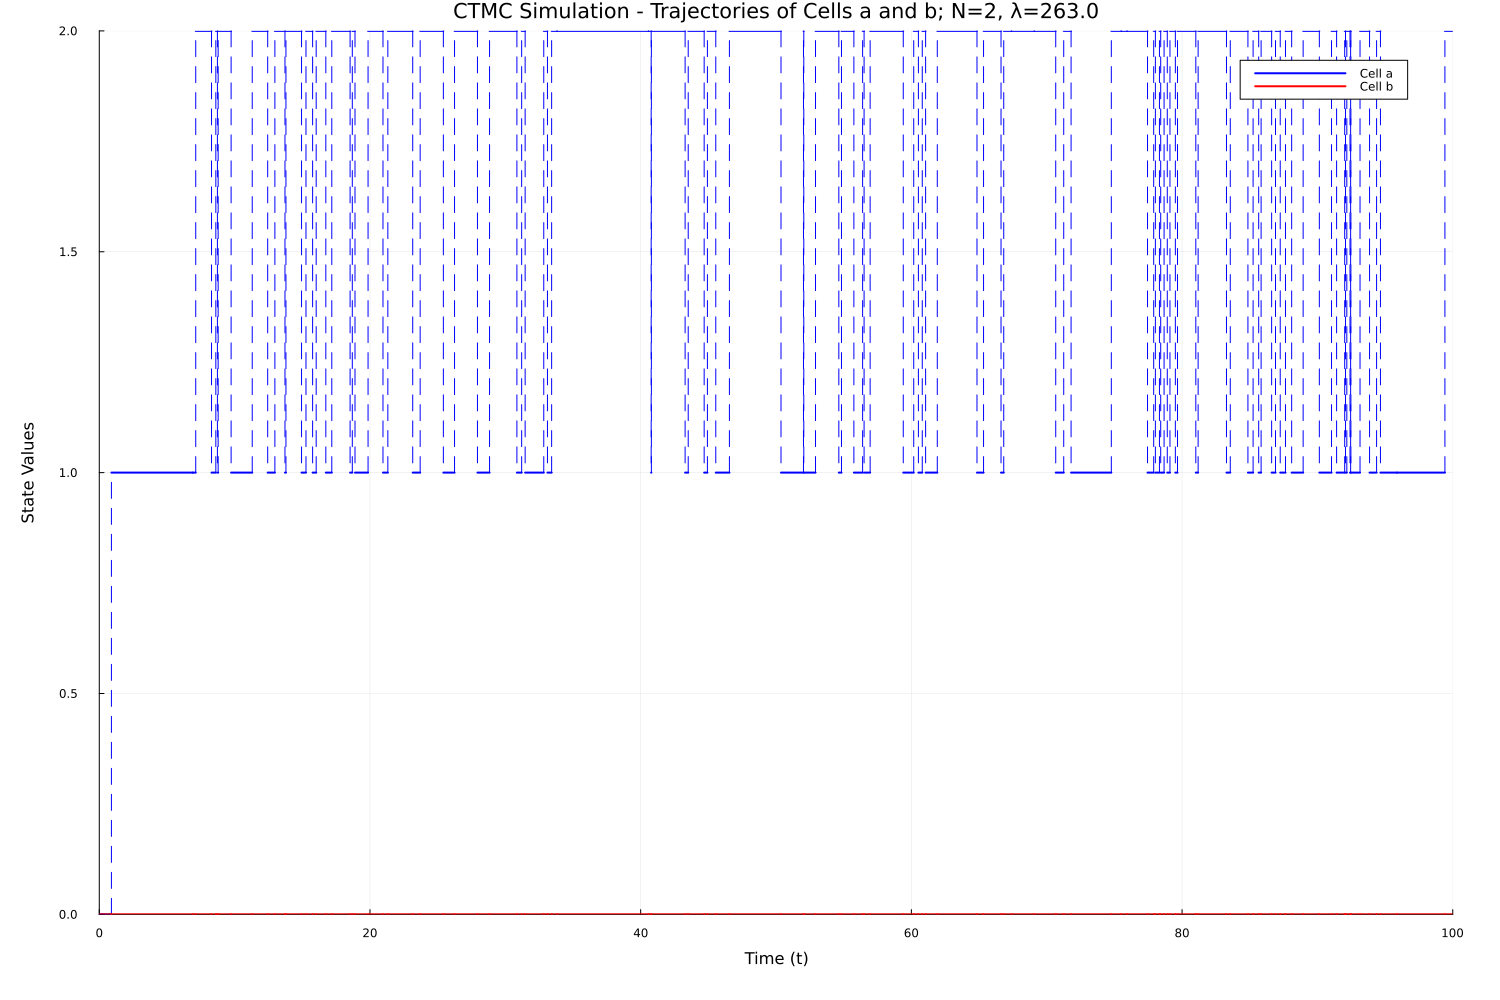 CTMC Simulation - Trajectories of Cells a and b; N=2, λ=263.0
2.0
Cell a
Cell b
1.5
1.0
State Values
0.5
0.0
0 20 40 60 80 100
Time (t)